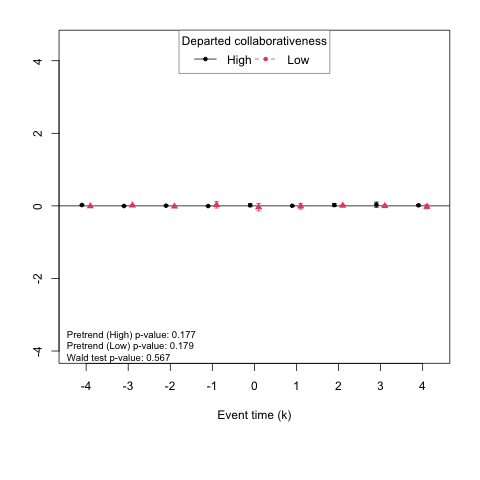 Departed collaborativeness
High Low
4
2
0
-2
-4
Pretrend (High) p-value: 0.177
Pretrend (Low) p-value: 0.179
Wald test p-value: 0.567
-4 -3 -2 -1 0 1 2 3 4
Event time (k)